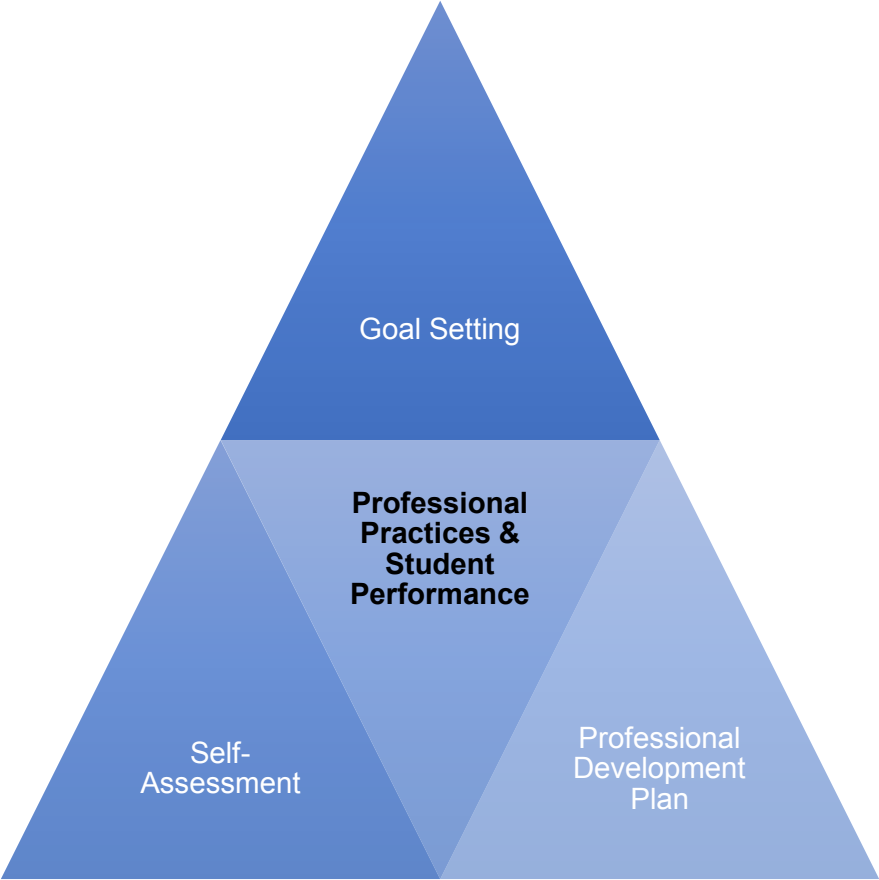 Goal Setting
Professional
Practices &
Student
Performance
Self-
Assessment
Professional
Development
Plan